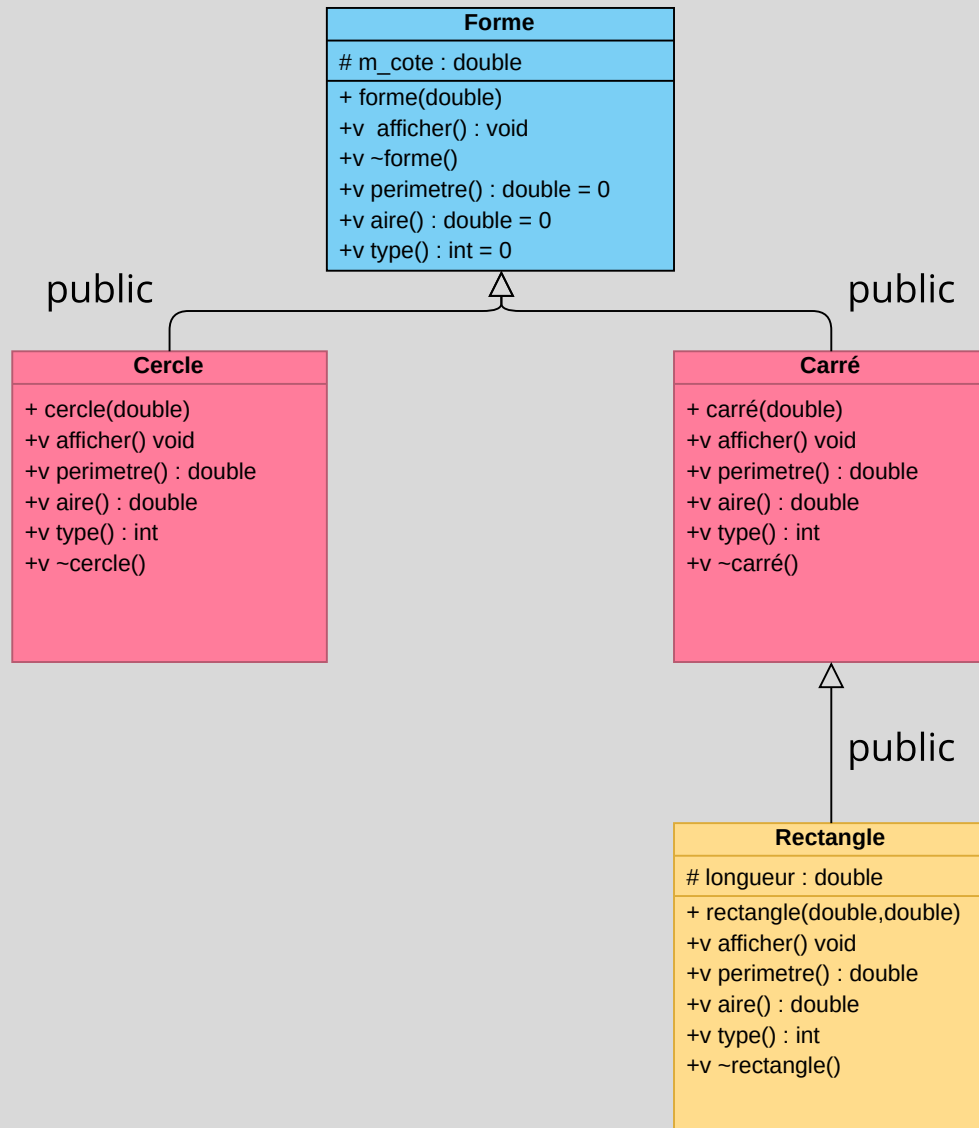 Forme
# m_cote : double
+ forme(double)
+v  afficher() : void
+v ~forme()
+v perimetre() : double = 0
+v aire() : double = 0
+v type() : int = 0
public
public
Cercle
+ cercle(double)
+v afficher() void
+v perimetre() : double
+v aire() : double
+v type() : int
+v ~cercle()
Carré
+ carré(double)
+v afficher() void
+v perimetre() : double
+v aire() : double
+v type() : int
+v ~carré()
public
Rectangle
# longueur : double
+ rectangle(double,double)
+v afficher() void
+v perimetre() : double
+v aire() : double
+v type() : int
+v ~rectangle()